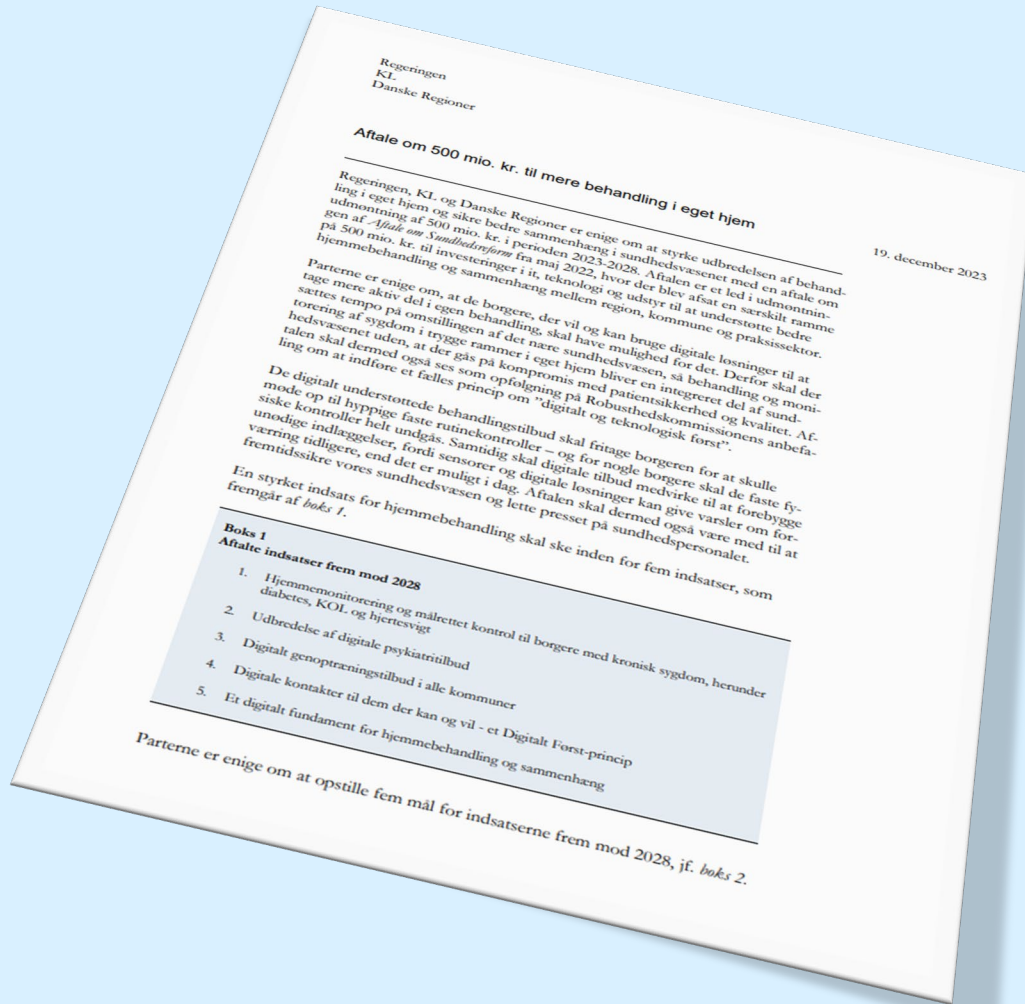 Regeringen
KL
Danske Regioner
19. december 2023
Aftale om 500 mio. kr. til mere behandling i eget hjem
Regeringen, KL og Danske Regioner er enige om at styrke udbredelsen af behand-
ling i eget hjem og sikre bedre sammenhæng i sundhedsvæsenet med en aftale om
udmøntning af 500 mio. kr. i perioden 2023-2028. Aftalen er et led i udmøntnin-
gen af Aftale om Sundhedsreform fra maj 2022, hvor der blev afsat en særskilt ramme
på 500 mio. kr. til investeringer i it, teknologi og udstyr til at understøtte bedre
hjemmebehandling og sammenhæng mellem region, kommune og praksissektor.
Parterne er enige om, at de borgere, der vil og kan bruge digitale løsninger til at
tage mere aktiv del i egen behandling, skal have mulighed for det. Derfor skal der
sættes tempo på omstillingen af det nære sundhedsvæsen, så behandling og moni-
torering af sygdom i trygge rammer i eget hjem bliver en integreret del af sund-
hedsvæsenet uden, at der gås på kompromis med patientsikkerhed og kvalitet. Af-
talen skal dermed også ses som opfølgning på Robusthedskommissionens anbefa-
ling om at indføre et fælles princip om ”digitalt og teknologisk først”.
De digitalt understøttede behandlingstilbud skal fritage borgeren for at skulle
møde op til hyppige faste rutinekontroller – og for nogle borgere skal de faste fy-
siske kontroller helt undgås. Samtidig skal digitale tilbud medvirke til at forebygge
unødige indlæggelser, fordi sensorer og digitale løsninger kan give varsler om for-
værring tidligere, end det er muligt i dag. Aftalen skal dermed også være med til at
fremtidssikre vores sundhedsvæsen og lette presset på sundhedspersonalet.
En styrket indsats for hjemmebehandling skal ske inden for fem indsatser, som
fremgår af boks 1.
Boks 1
Aftalte indsatser frem mod 2028
1. Hjemmemonitorering og målrettet kontrol til borgere med kronisk sygdom, herunder
diabetes, KOL og hjertesvigt
2. Udbredelse af digitale psykiatritilbud
3. Digitalt genoptræningstilbud i alle kommuner
4. Digitale kontakter til dem der kan og vil - et Digitalt Først-princip
5. Et digitalt fundament for hjemmebehandling og sammenhæng
Parterne er enige om at opstille fem mål for indsatserne frem mod 2028, jf. boks 2.